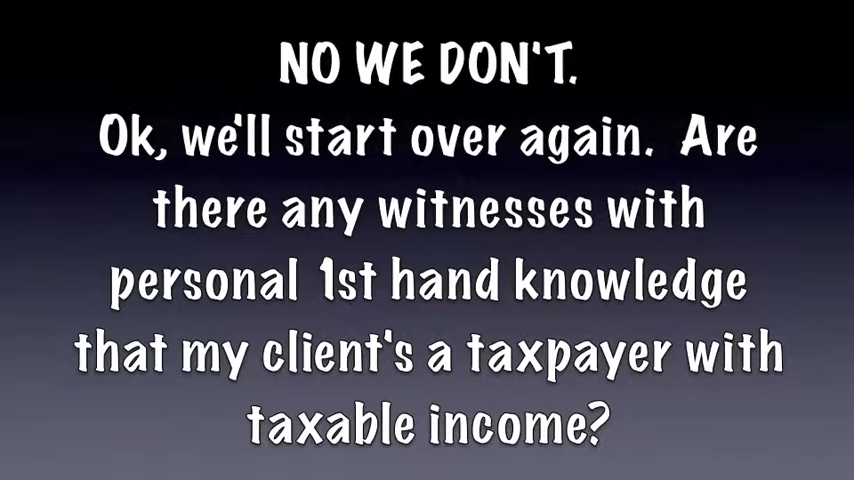 NO WE DON'T.
Ok, we'll start over again. Are
there any witnesses with
personal 1st hand knowledge
that my client's a taxpayer with
taxable income?